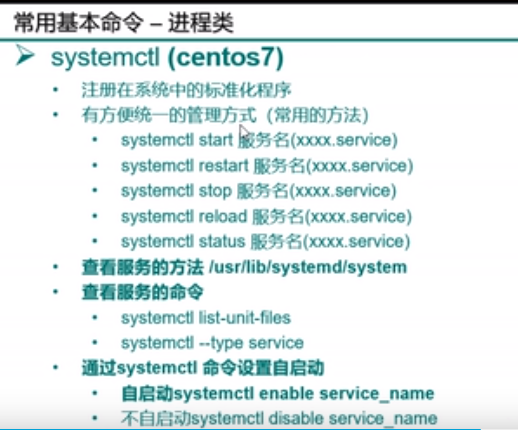 常用基本命令 – 进程类
➢ systemctl (centos7)
• 注册在系统中的标准化程序
• 有方便统一的管理方式（常用的方法）
• systemctl start 服务名(xxxx.service)
• systemctl restart 服务名(xxxx.service)
• systemctl stop 服务名(xxxx.service)
• systemctl reload 服务名(xxxx.service)
• systemctl status 服务名(xxxx.service)
• 查看服务的方法 /usr/lib/systemd/system
• 查看服务的命令
• systemctl list-unit-files
• systemctl --type service
• 通过systemctl 命令设置自启动
• 自启动systemctl enable service_name
• 不自启动systemctl disable service_name